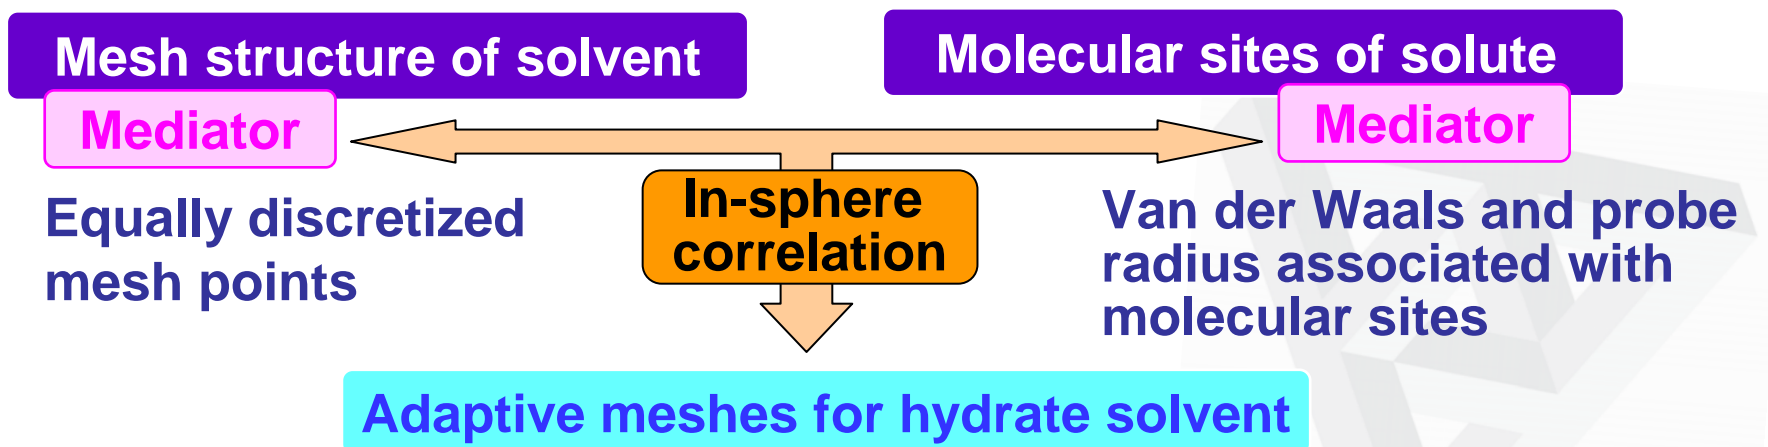 Mesh structure of solvent
Molecular sites of solute
Mediator
Mediator
Equally discretized
mesh points
In-sphere
correlation
Van der Waals and probe
radius associated with
molecular sites
Adaptive meshes for hydrate solvent